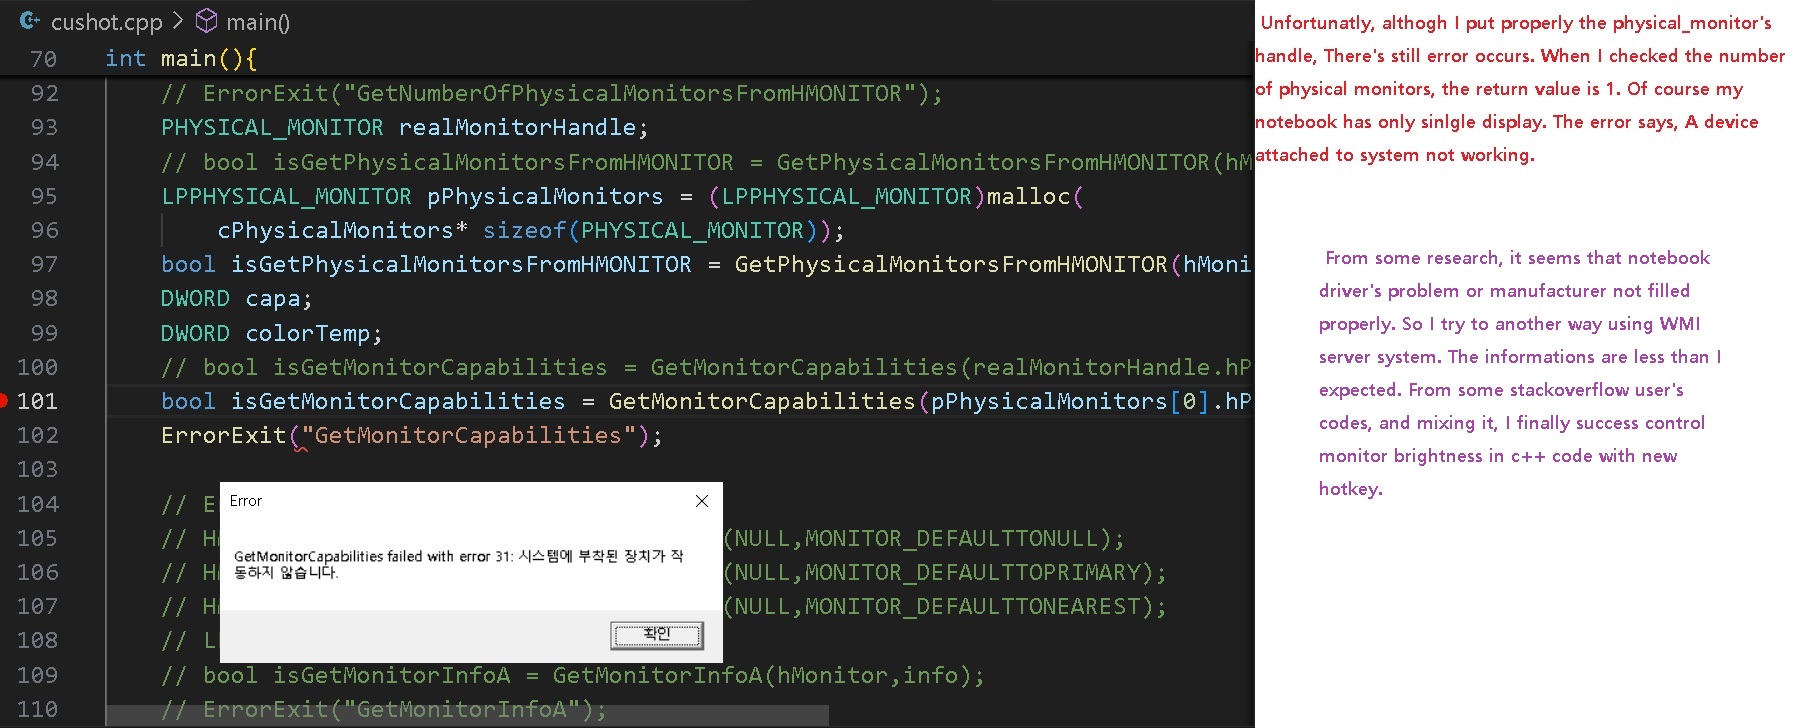 cushot.cpp > main()
70 int main(){
92 // ErrorExit("GetNumberOfPhysicalMonitorsFromHMONITOR");
93 PHYSICAL_MONITOR realMonitorHandle;
94 // bool isGetPhysicalMonitorsFromHMONITOR = GetPhysicalMonitorsFromHMONITOR(hM
95 LPPHYSICAL_MONITOR pPhysicalMonitors = (LPPHYSICAL_MONITOR)malloc(
96 cPhysicalMonitors* sizeof(PHYSICAL_MONITOR));
97 bool isGetPhysicalMonitorsFromHMONITOR = GetPhysicalMonitorsFromHMONITOR(hMoni
98 DWORD capa;
99 DWORD colorTemp;
100 // bool isGetMonitorCapabilities = GetMonitorCapabilities(realMonitorHandle.hP
101 bool isGetMonitorCapabilities = GetMonitorCapabilities(pPhysicalMonitors[0].hP
102 ErrorExit("GetMonitorCapabilities");
103
104 // E
105 // H (NULL,MONITOR_DEFAULTTONULL);
106 // H (NULL,MONITOR_DEFAULTTOPRIMARY);
107 // H (NULL,MONITOR_DEFAULTTONEAREST);
108 // L
109 // bool isGetMonitorInfoA = GetMonitorInfoA(hMonitor,info);
110 // ErrorExit("GetMonitorInfoA");
Error
GetMonitorCapabilities failed with error 31: 시스템에 부착된 장치가 작
동하지 않습니다.
확인
Unfortunatly, althogh I put properly the physical_monitor's
handle, There's still error occurs. When I checked the number
of physical monitors, the return value is 1. Of course my
notebook has only sinlgle display. The error says, A device
attached to system not working.
From some research, it seems that notebook
driver's problem or manufacturer not filled
properly. So I try to another way using WMI
server system. The informations are less than I
expected. From some stackoverflow user's
codes, and mixing it, I finally success control
monitor brightness in c++ code with new
hotkey.